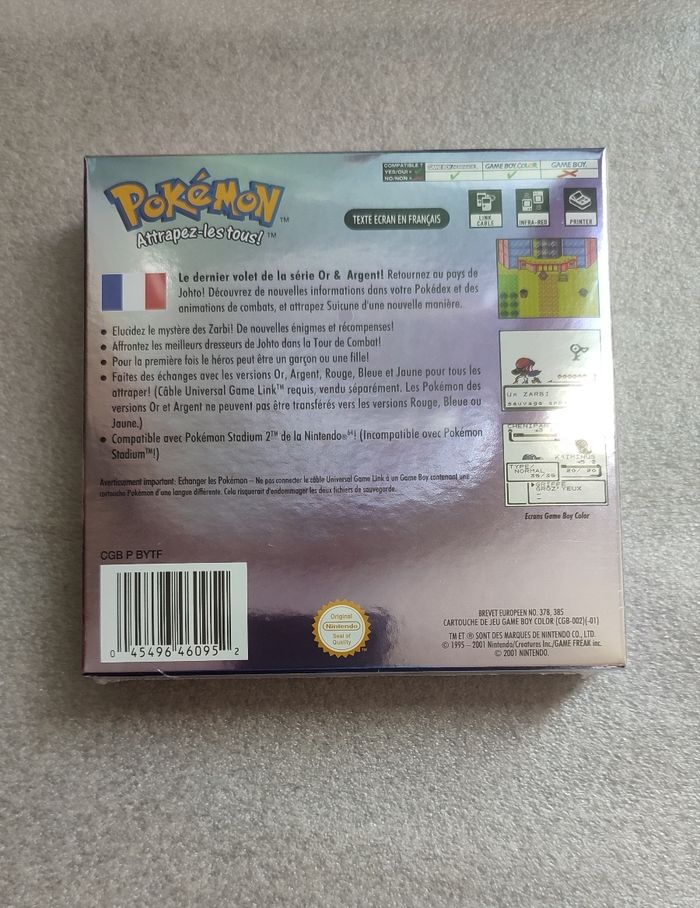 COMPATIBLE ?
YES/OUI =
NO/NON =
GAME BOY ADVANCE
GAME BOY COLOR
GAME BOY
POKÉMON™
Attrapez-les tous!™
TEXTE ECRAN EN FRANÇAIS
LINK CABLE
INFRA-RED
PRINTER
Le dernier volet de la série Or & Argent! Retournez au pays de
Johto! Découvrez de nouvelles informations dans votre Pokédex et des
animations de combats, et attrapez Suicune d'une nouvelle manière.
• Elucidez le mystère des Zarbi! De nouvelles énigmes et récompenses!
• Affrontez les meilleurs dresseurs de Johto dans la Tour de Combat!
• Pour la première fois le héros peut être un garçon ou une fille!
• Faites des échanges avec les versions Or, Argent, Rouge, Bleue et Jaune pour tous les
attraper! (Câble Universal Game Link™ requis, vendu séparément. Les Pokémon des
versions Or et Argent ne peuvent pas être transférés vers les versions Rouge, Bleue ou
Jaune.)
• Compatible avec Pokémon Stadium 2™ de la Nintendo⁶⁴! (Incompatible avec Pokémon
Stadium™!)
Avertissement important: Echanger les Pokémon – Ne pas connecter le câble Universal Game Link à un Game Boy contenant une
cartouche Pokémon d'une langue différente. Cela risquerait d'endommager les deux fichiers de sauvegarde.
Un ZARBI
sauvage
CHENIPAN
KAIMINUS
TYPE/
NORMAL
35/35
20/20
GRIFFE
GROZ'YEUX
Ecrans Game Boy Color
CGB P BYTF
0 45496 46095 2
Original
Nintendo
Seal of
Quality
BREVET EUROPEEN NO. 378, 385
CARTOUCHE DE JEU GAME BOY COLOR (CGB-002)(-01)
TM ET ® SONT DES MARQUES DE NINTENDO CO., LTD.
© 1995 – 2001 Nintendo/Creatures Inc./GAME FREAK inc.
© 2001 NINTENDO.